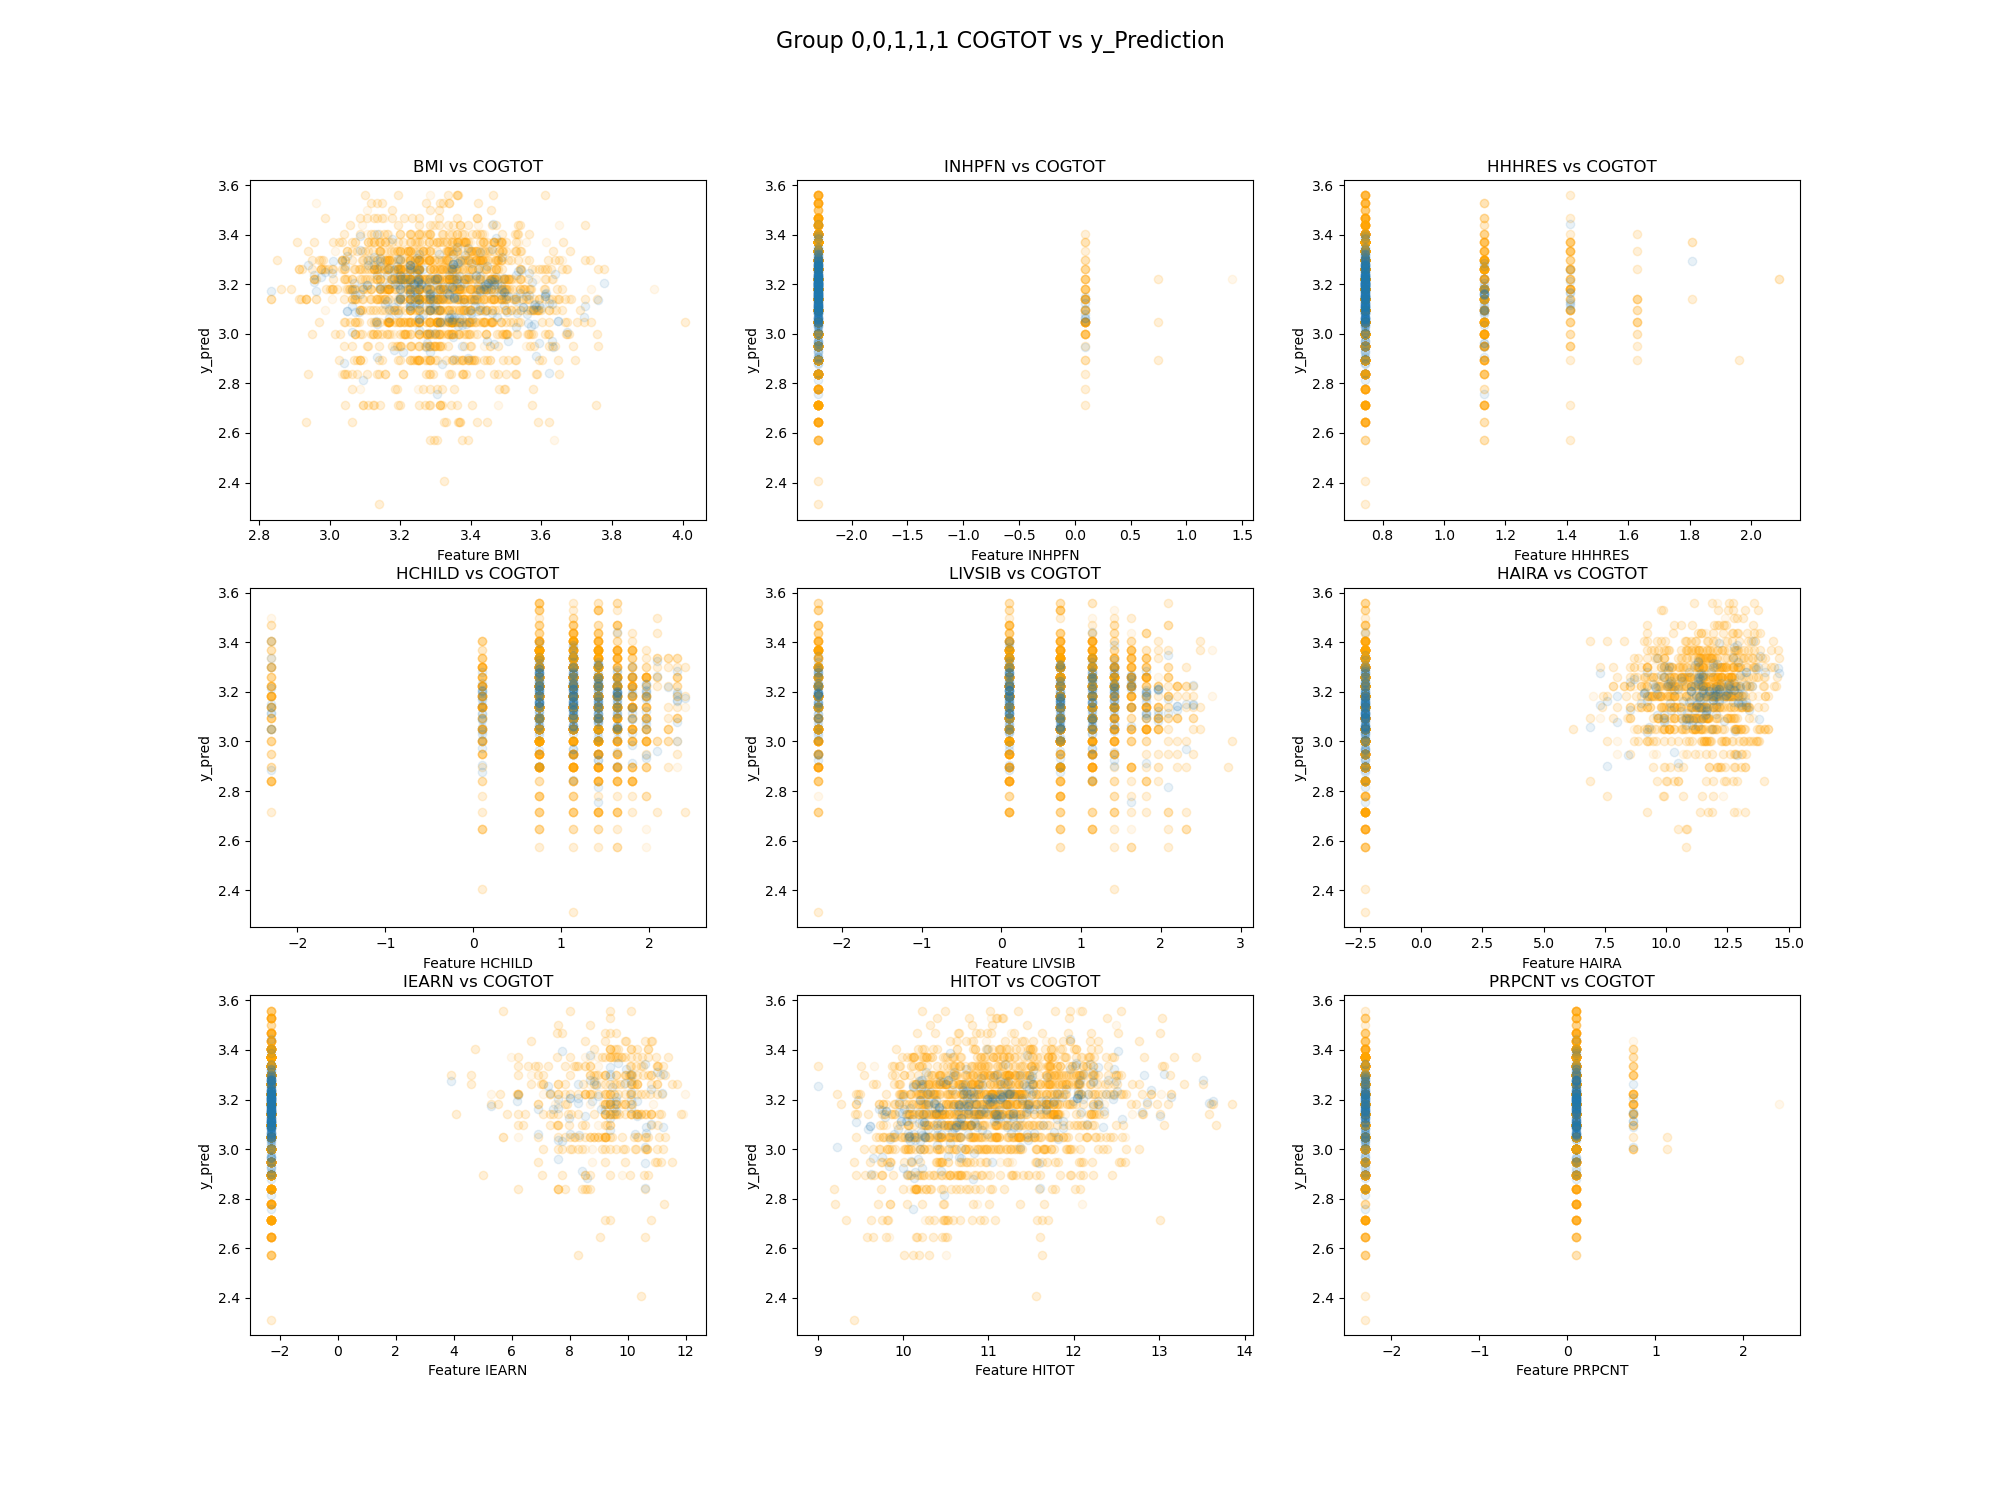 Group 0,0,1,1,1 COGTOT vs y_Prediction
BMI vs COGTOT
y_pred
3.6
3.4
3.2
3.0
2.8
2.6
2.4
2.8 3.0 3.2 3.4 3.6 3.8 4.0
Feature BMI
INHPFN vs COGTOT
y_pred
3.6
3.4
3.2
3.0
2.8
2.6
2.4
−2.0 −1.5 −1.0 −0.5 0.0 0.5 1.0 1.5
Feature INHPFN
HHHRES vs COGTOT
y_pred
3.6
3.4
3.2
3.0
2.8
2.6
2.4
0.8 1.0 1.2 1.4 1.6 1.8 2.0
Feature HHHRES
HCHILD vs COGTOT
y_pred
3.6
3.4
3.2
3.0
2.8
2.6
2.4
−2 −1 0 1 2
Feature HCHILD
LIVSIB vs COGTOT
y_pred
3.6
3.4
3.2
3.0
2.8
2.6
2.4
−2 −1 0 1 2 3
Feature LIVSIB
HAIRA vs COGTOT
y_pred
3.6
3.4
3.2
3.0
2.8
2.6
2.4
−2.5 0.0 2.5 5.0 7.5 10.0 12.5 15.0
Feature HAIRA
IEARN vs COGTOT
y_pred
3.6
3.4
3.2
3.0
2.8
2.6
2.4
−2 0 2 4 6 8 10 12
Feature IEARN
HITOT vs COGTOT
y_pred
3.6
3.4
3.2
3.0
2.8
2.6
2.4
9 10 11 12 13 14
Feature HITOT
PRPCNT vs COGTOT
y_pred
3.6
3.4
3.2
3.0
2.8
2.6
2.4
−2 −1 0 1 2
Feature PRPCNT